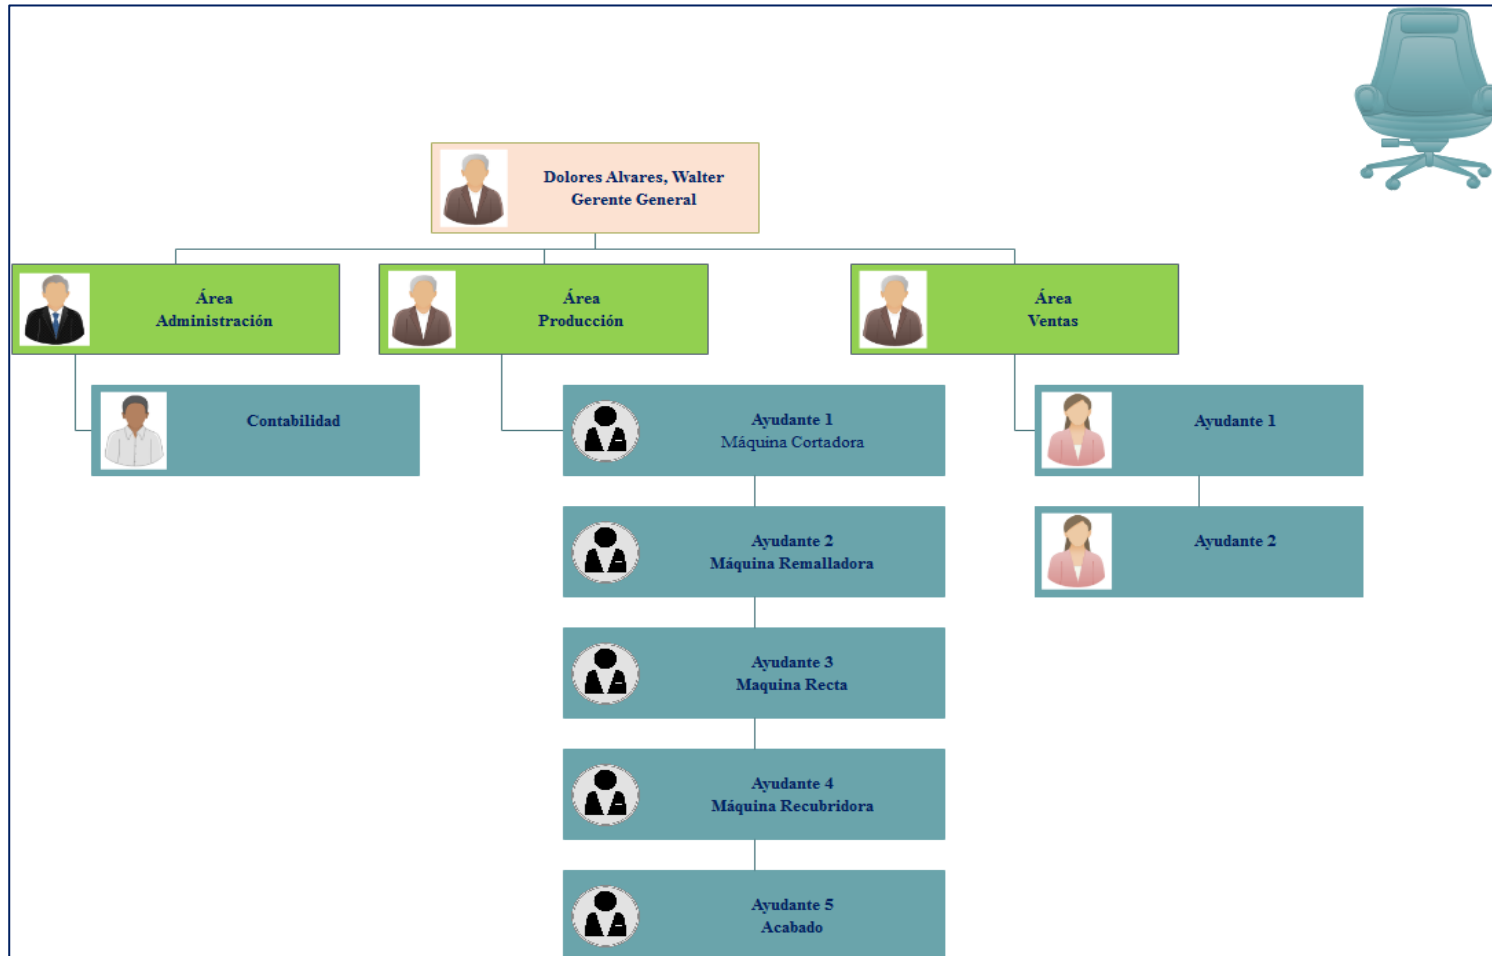 Dolores Alvares, Walter
Gerente General
Área
Administración
Área
Producción
Área
Ventas
Contabilidad
Ayudante 1
Máquina Cortadora
Ayudante 1
Ayudante 2
Máquina Remalladora
Ayudante 2
Ayudante 3
Maquina Recta
Ayudante 4
Máquina Recubridora
Ayudante 5
Acabado